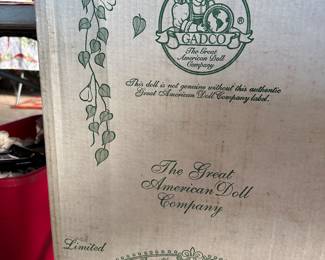 GADCO
The Great
American Doll
Company
®
This doll is not genuine without this authentic
Great American Doll Company label.
The Great
American Doll
Company
Limited